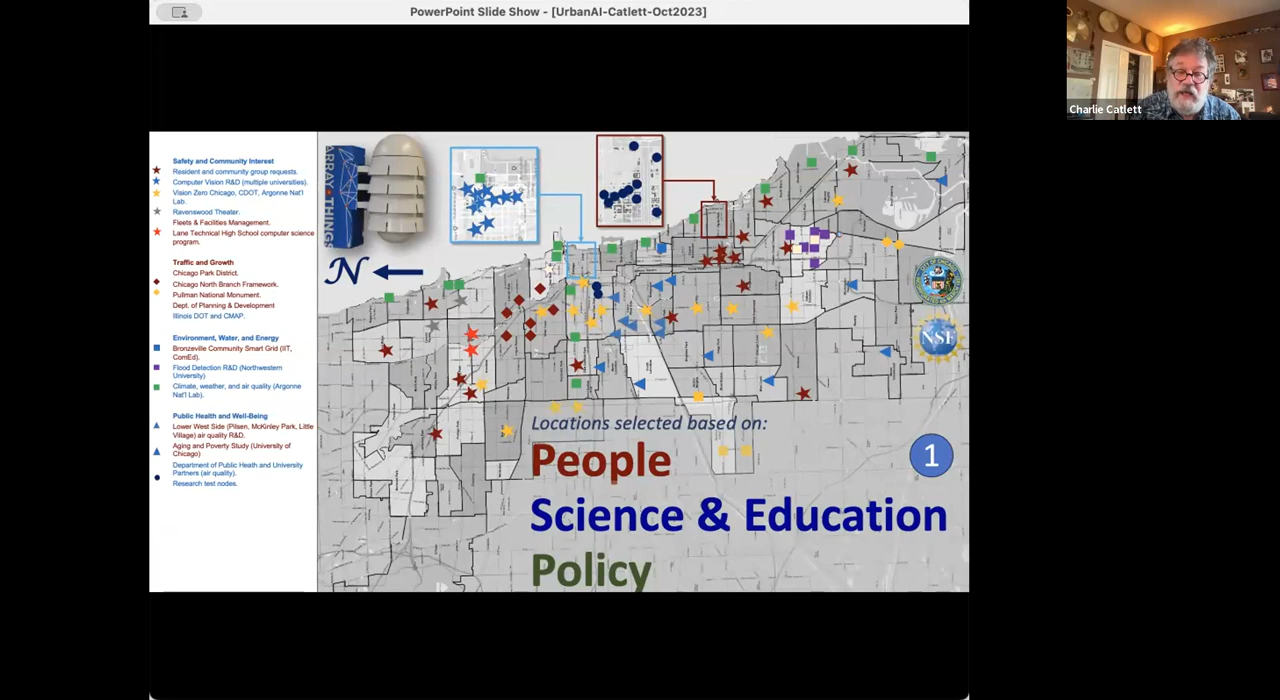 PowerPoint Slide Show - [UrbanAI-Catlett-Oct2023]
Charlie Catlett
Safety and Community Interest
Resident and community group requests.
Computer Vision R&D (multiple universities).
Vision Zero Chicago, CDOT, Argonne Nat'l
Lab.
Ravenswood Theater.
Fleets & Facilities Management.
Lane Technical High School computer science
program.
Traffic and Growth
Chicago Park District.
Chicago North Branch Framework.
Pullman National Monument.
Dept. of Planning & Development
Illinois DOT and CMAP.
Environment, Water, and Energy
Bronzeville Community Smart Grid (IIT,
ComEd).
Flood Detection R&D (Northwestern
University)
Climate, weather, and air quality (Argonne
Nat'l Lab).
Public Health and Well-Being
Lower West Side (Pilsen, McKinley Park, Little
Village) air quality R&D.
Aging and Poverty Study (University of
Chicago)
Department of Public Heath and University
Partners (air quality).
Research test nodes.
ARRAY
THINGS
N
NSF
Locations selected based on:
People
1
Science & Education
Policy